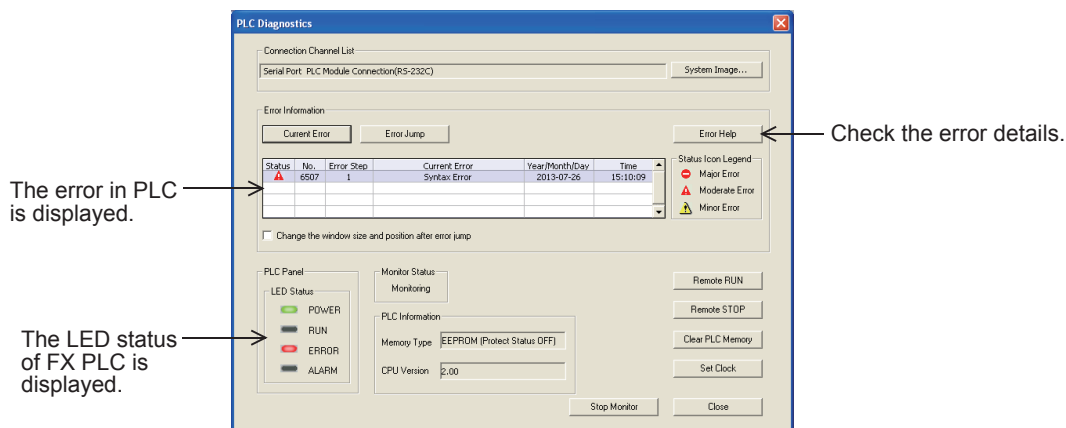 PLC Diagnostics
Connection Channel List
Serial Port PLC Module Connection(RS-232C)
System Image...
Error Information
Current Error
Error Jump
Error Help
Check the error details.
Status No. Error Step Current Error Year/Month/Day Time
6507 1 Syntax Error 2013-07-26 15:10:09
Status Icon Legend
Major Error
Moderate Error
Minor Error
The error in PLC
is displayed.
Change the window size and position after error jump
PLC Panel
LED Status
POWER
RUN
ERROR
ALARM
The LED status
of FX PLC is
displayed.
Monitor Status
Monitoring
PLC Information
Memory Type EEPROM (Protect Status OFF)
CPU Version 2.00
Remote RUN
Remote STOP
Clear PLC Memory
Set Clock
Stop Monitor
Close